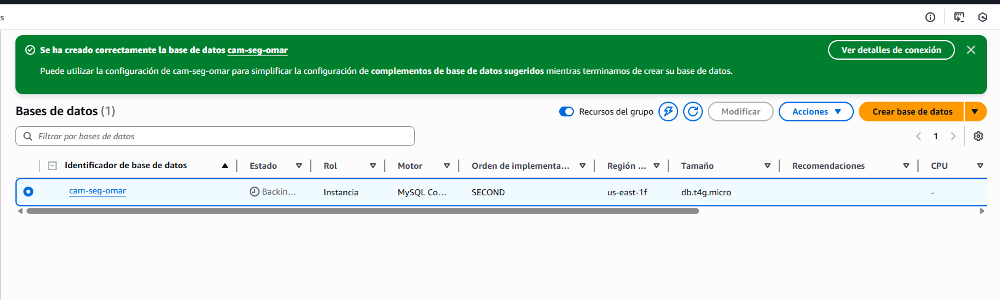 s
Se ha creado correctamente la base de datos cam-seg-omar
Ver detalles de conexión
Puede utilizar la configuración de cam-seg-omar para simplificar la configuración de complementos de base de datos sugeridos mientras terminamos de crear su base de datos.
Bases de datos (1)
Recursos del grupo
Modificar
Acciones
Crear base de datos
Filtrar por bases de datos
1
Identificador de base de datos Estado Rol Motor Orden de implementa... Región ... Tamaño Recomendaciones CPU
cam-seg-omar Backin... Instancia MySQL Co... SECOND us-east-1f db.t4g.micro -